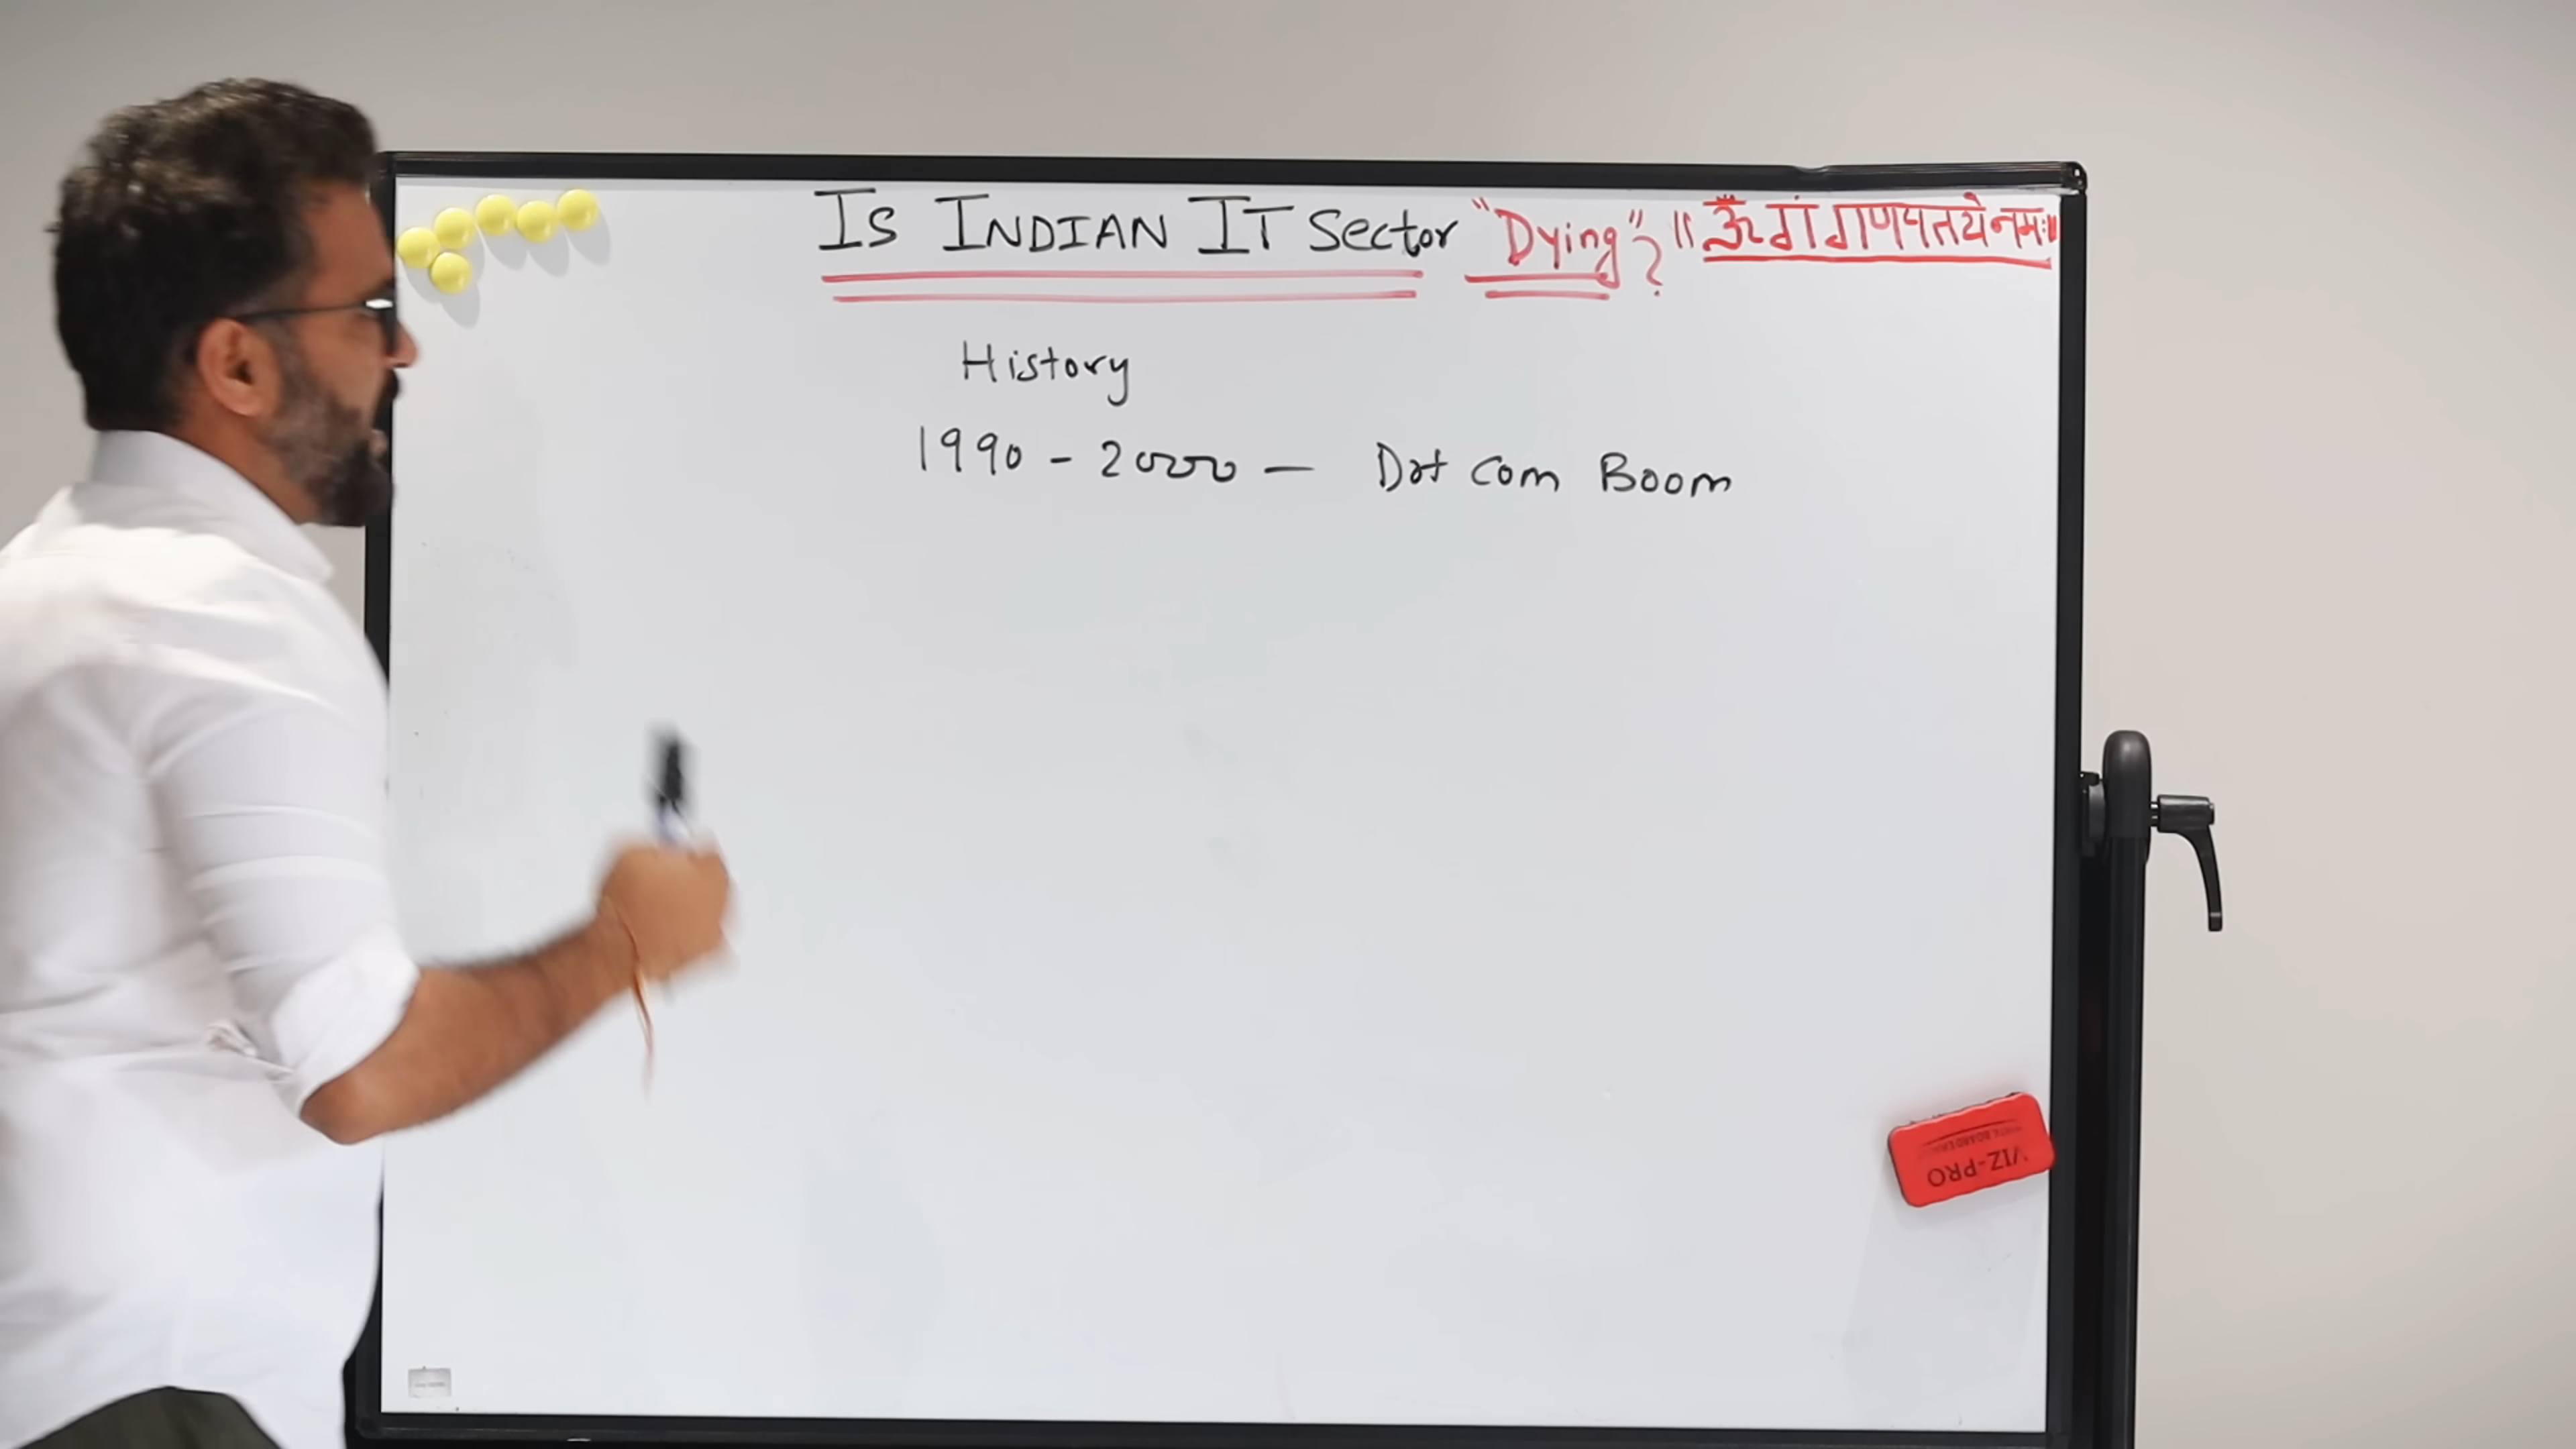 Is INDIAN IT Sector "Dying"? ॥ ॐ गं गणपतये नमः॥
History
1990 - 2000 — Dot Com Boom
VIZ-PRO